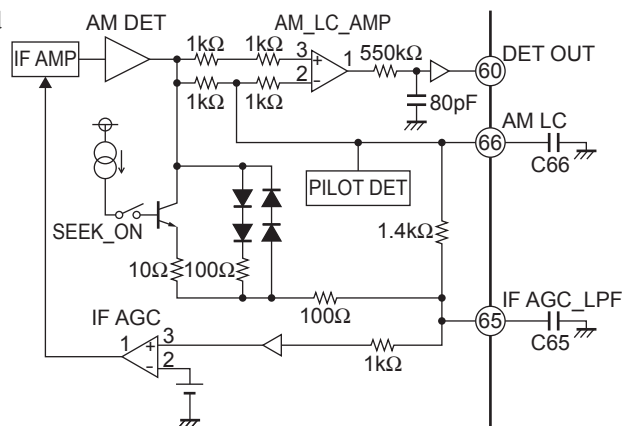 AM DET
AM_LC_AMP
1kΩ 1kΩ
3
+
1
550kΩ
DET OUT
IF AMP
2
-
60
1kΩ 1kΩ
80pF
AM LC
66
C66
PILOT DET
SEEK_ON
1.4kΩ
10Ω 100Ω
IF AGC_LPF
65
100Ω
C65
IF AGC
1
3
+
2
-
1kΩ